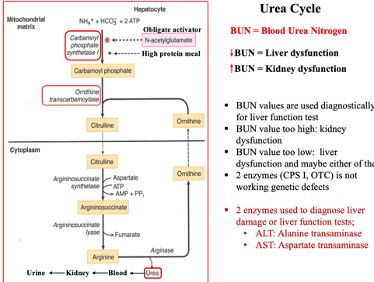 Hepatocyte
Mitochondrial
matrix
NH₄⁺ + HCO₃⁻ + 2 ATP
Obligate activator
Carbamoyl
phosphate
synthetase I
N-acetylglutamate
High protein meal
Carbamoyl phosphate
Ornithine
transcarbamoylase
Citrulline
Ornithine
Cytoplasm
Citrulline
Argininosuccinate
synthetase
Aspartate
ATP
AMP + PPᵢ
Ornithine
Argininosuccinate
Argininosuccinate
lyase
Fumarate
Arginine
Arginase
Urine
Kidney
Blood
Urea
Urea Cycle
BUN = Blood Urea Nitrogen
↓BUN = Liver dysfunction
↑BUN = Kidney dysfunction
▪ BUN values are used diagnostically
for liver function test
▪ BUN value too high: kidney
dysfunction
▪ BUN value too low: liver
dysfunction and maybe either of the
▪ 2 enzymes (CPS I, OTC) is not
working genetic defects
▪ 2 enzymes used to diagnose liver
damage or liver function tests;
• ALT: Alanine transaminase
• AST: Aspartate transaminase